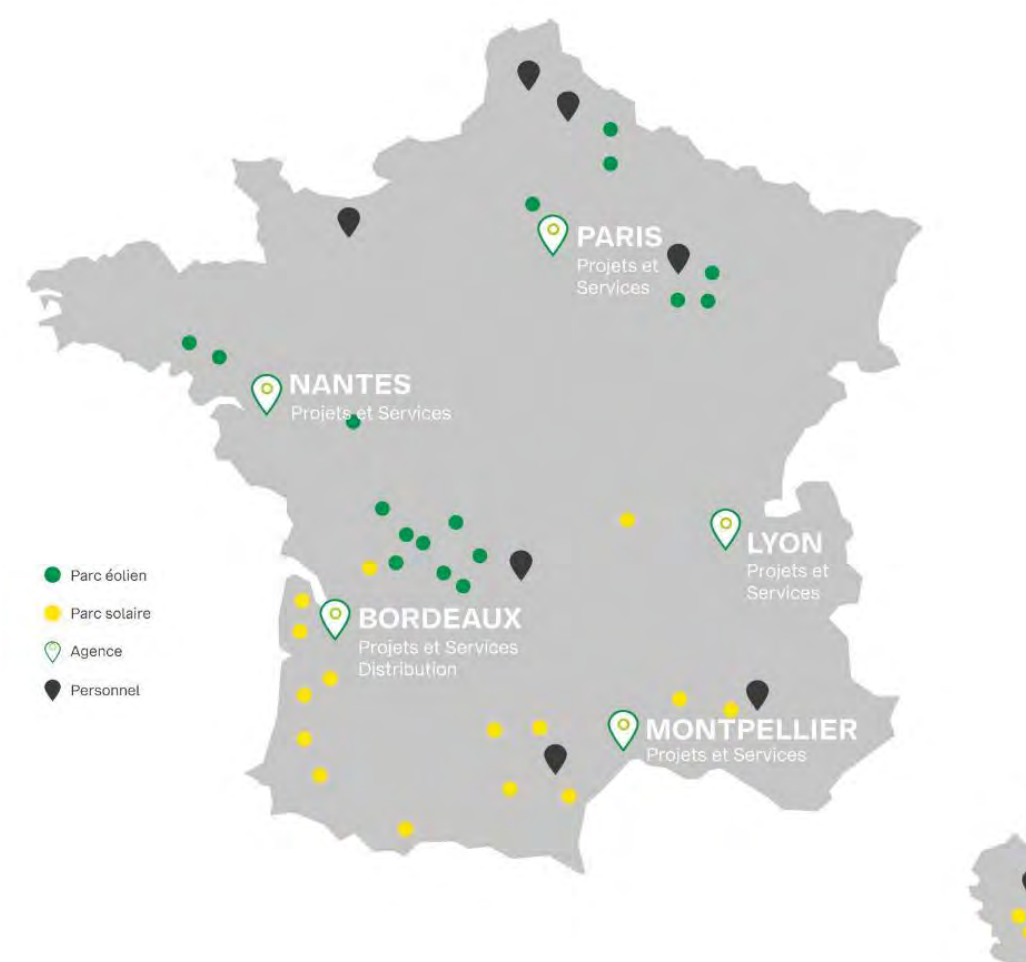 PARIS
Projets et
Services
NANTES
Projets et Services
LYON
Projets et
Services
Parc éolien
Parc solaire
Agence
Personnel
BORDEAUX
Projets et Services
Distribution
MONTPELLIER
Projets et Services